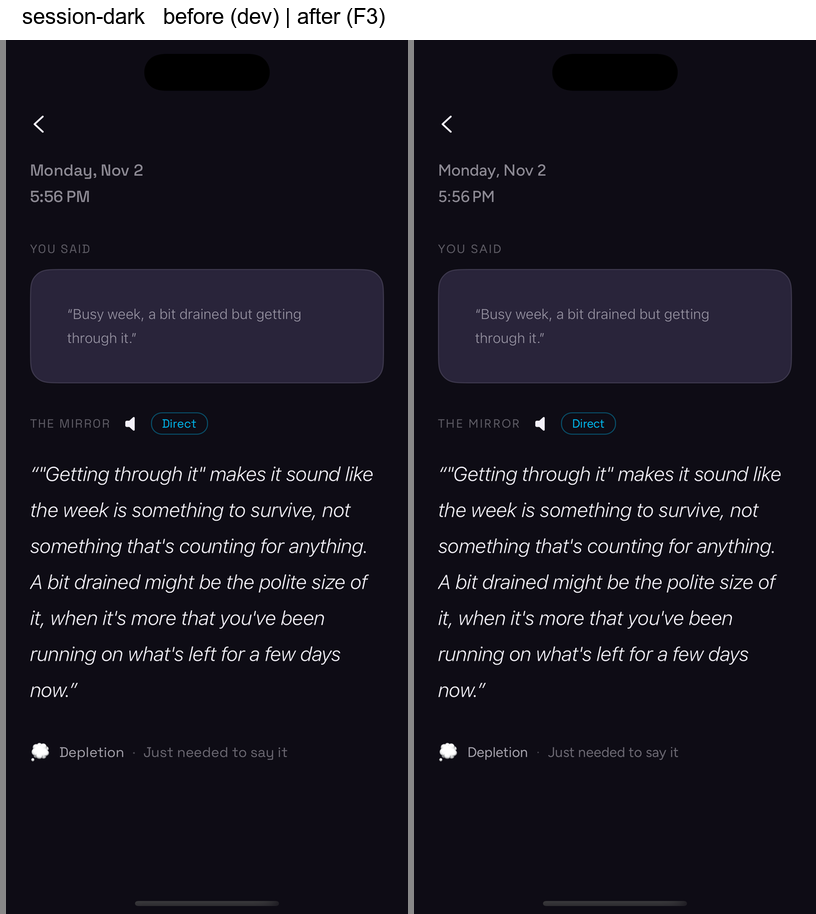 session-dark before (dev) | after (F3)
Monday, Nov 2
5:56 PM
YOU SAID
“Busy week, a bit drained but getting
through it.”
THE MIRROR Direct
“"Getting through it" makes it sound like
the week is something to survive, not
something that's counting for anything.
A bit drained might be the polite size of
it, when it's more that you've been
running on what's left for a few days
now.”
Depletion · Just needed to say it
Monday, Nov 2
5:56 PM
YOU SAID
“Busy week, a bit drained but getting
through it.”
THE MIRROR Direct
“"Getting through it" makes it sound like
the week is something to survive, not
something that's counting for anything.
A bit drained might be the polite size of
it, when it's more that you've been
running on what's left for a few days
now.”
Depletion · Just needed to say it